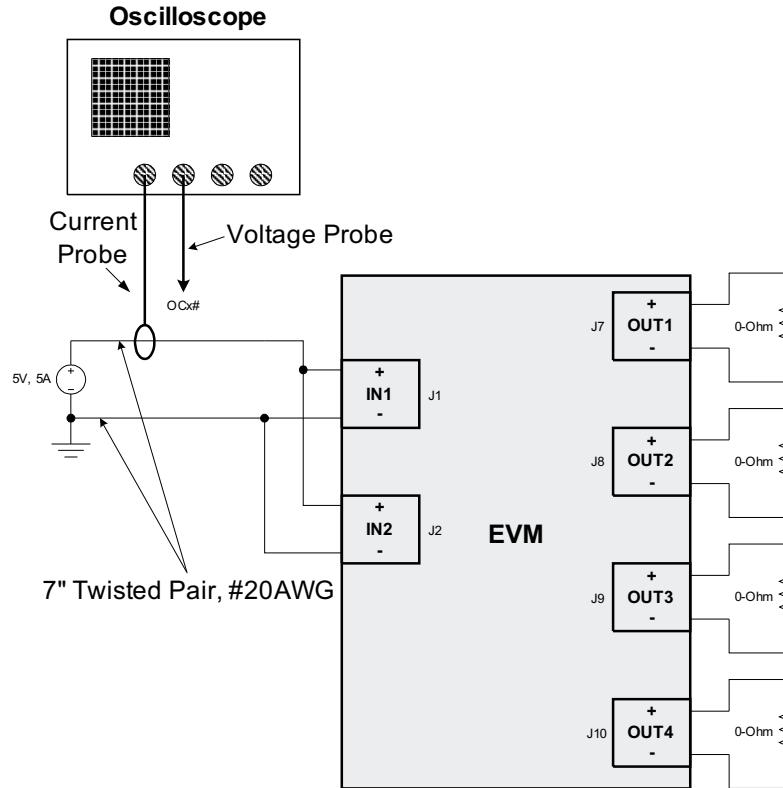 Oscilloscope
Current
Probe
Voltage Probe
OCx#
5V, 5A
+
-
+
IN1
-
J1
+
IN2
-
J2
7" Twisted Pair, #20AWG
EVM
J7
+
OUT1
-
0-Ohm
J8
+
OUT2
-
0-Ohm
J9
+
OUT3
-
0-Ohm
J10
+
OUT4
-
0-Ohm